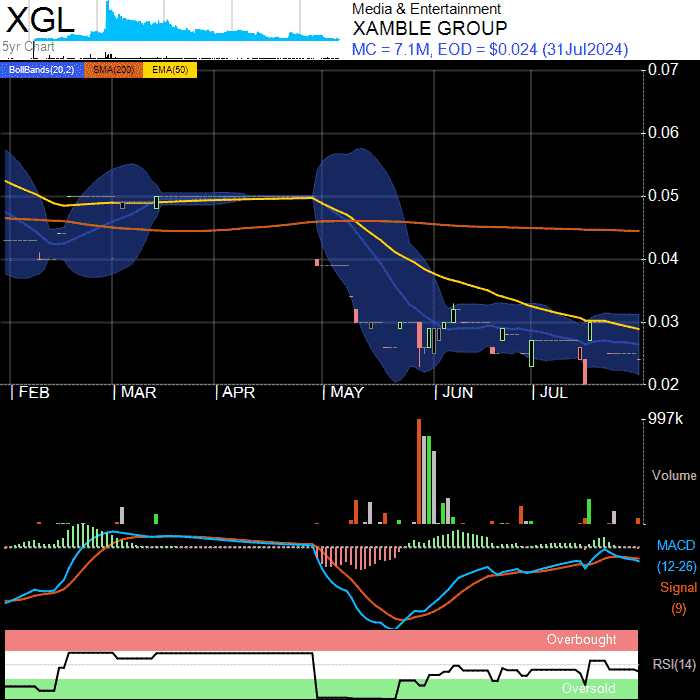 XGL
5yr Chart
Media & Entertainment
XAMBLE GROUP
MC = 7.1M, EOD = $0.024 (31Jul2024)
BollBands(20,2) SMA(200) EMA(50)
0.07
0.06
0.05
0.04
0.03
0.02
FEB MAR APR MAY JUN JUL
997k
Volume
MACD
(12-26)
Signal
(9)
Overbought
RSI(14)
Oversold